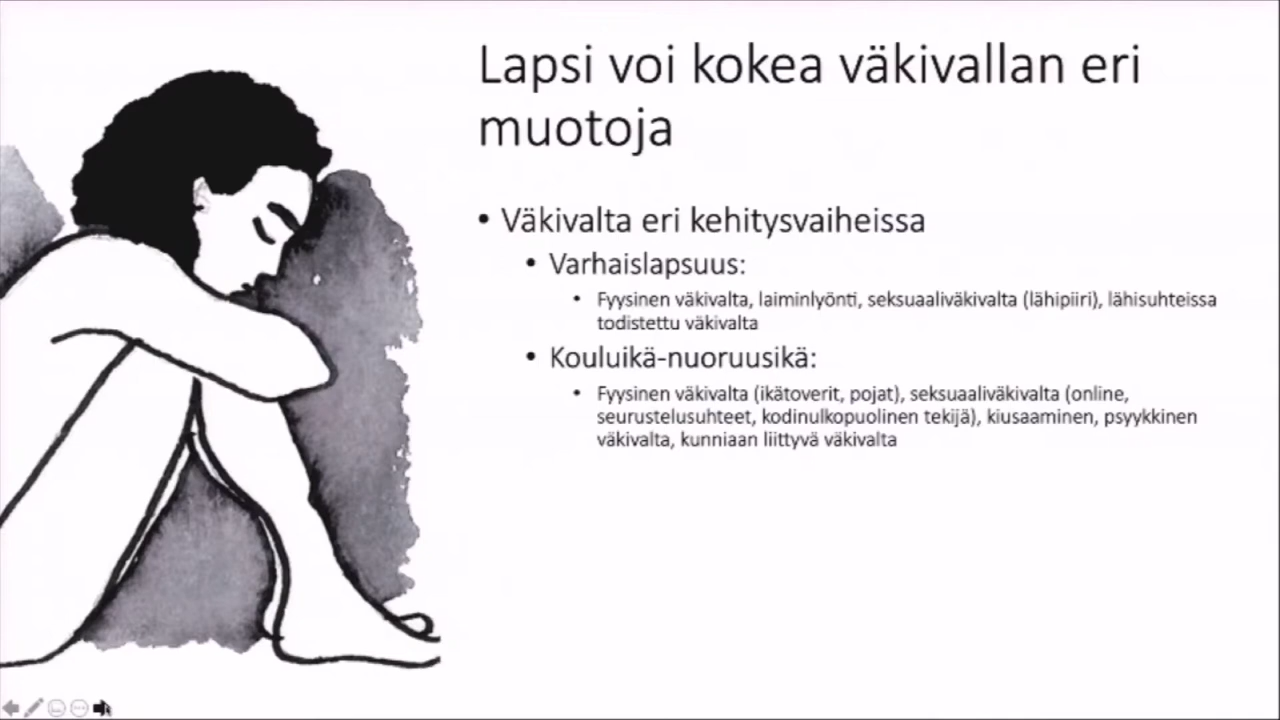 Lapsi voi kokea väkivallan eri
muotoja
• Väkivalta eri kehitysvaiheissa
• Varhaislapsuus:
• Fyysinen väkivalta, laiminlyönti, seksuaaliväkivalta (lähipiiri), lähisuhteissa
todistettu väkivalta
• Kouluikä-nuoruusikä:
• Fyysinen väkivalta (ikätoverit, pojat), seksuaaliväkivalta (online,
seurustelusuhteet, kodinulkopuolinen tekijä), kiusaaminen, psyykkinen
väkivalta, kunniaan liittyvä väkivalta